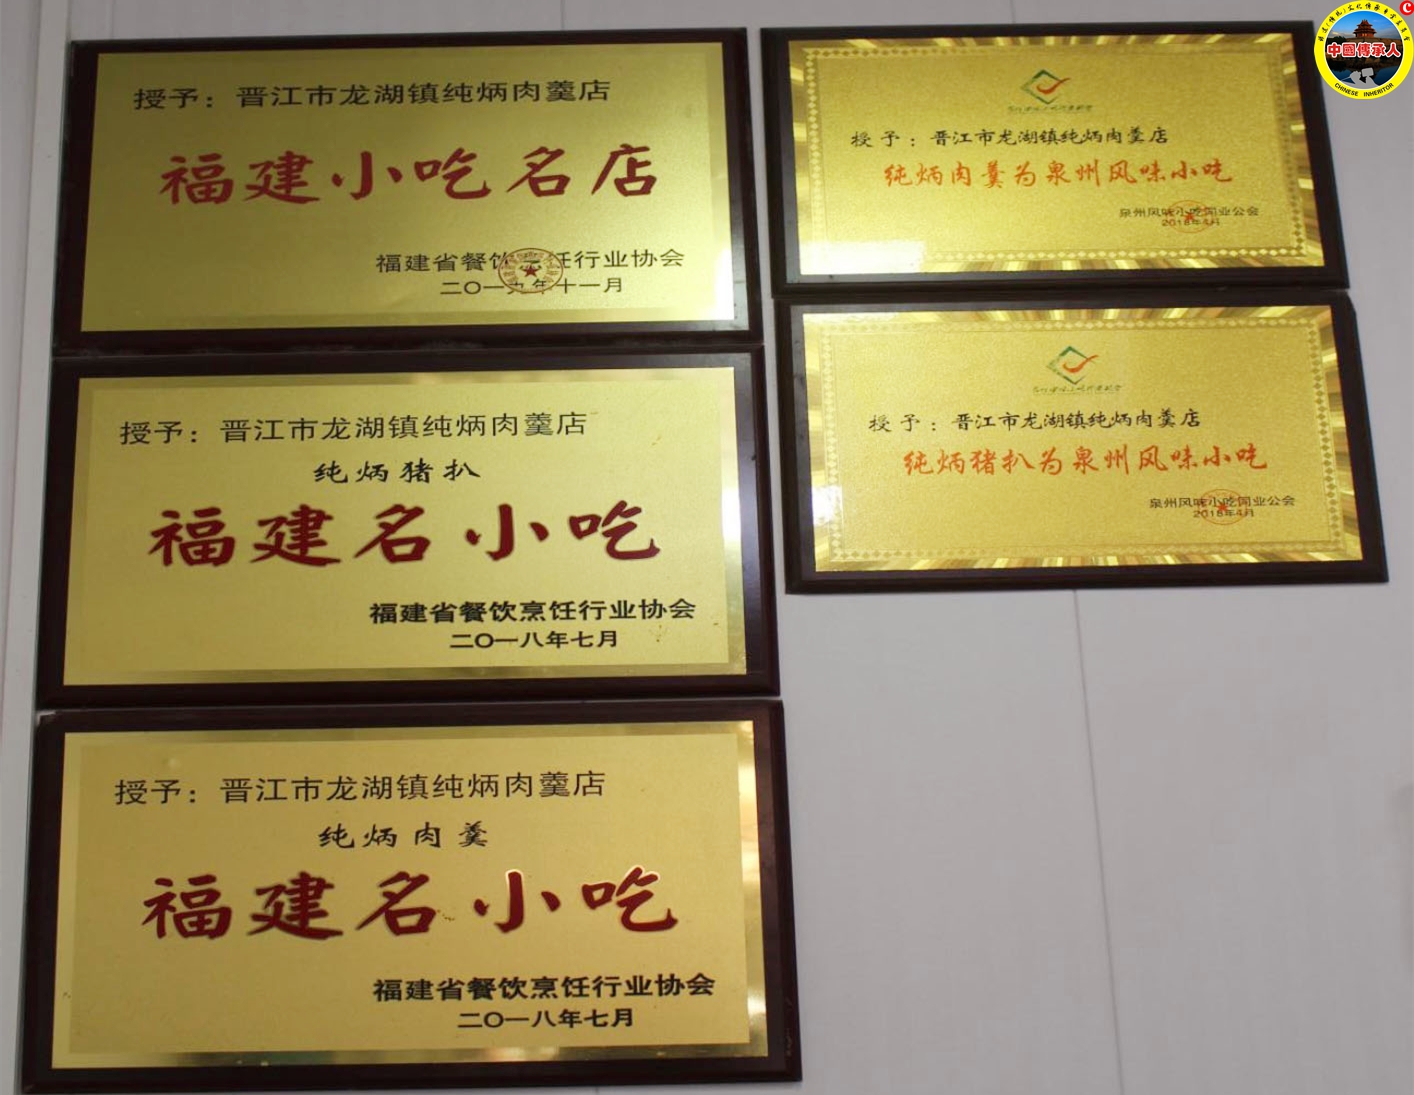 授予：晋江市龙湖镇纯炳肉羹店
福建小吃名店
福建省餐饮烹饪行业协会
二〇一九年十一月
授予：晋江市龙湖镇纯炳肉羹店
纯炳猪扒
福建名小吃
福建省餐饮烹饪行业协会
二〇一八年七月
授予：晋江市龙湖镇纯炳肉羹店
纯炳肉羹
福建名小吃
福建省餐饮烹饪行业协会
二〇一八年七月
授予：晋江市龙湖镇纯炳肉羹店
纯炳肉羹为泉州风味小吃
泉州风味小吃同业公会
2018年4月
授予：晋江市龙湖镇纯炳肉羹店
纯炳猪扒为泉州风味小吃
泉州风味小吃同业公会
2018年4月
中國傳承人
CHINESE INHERITOR